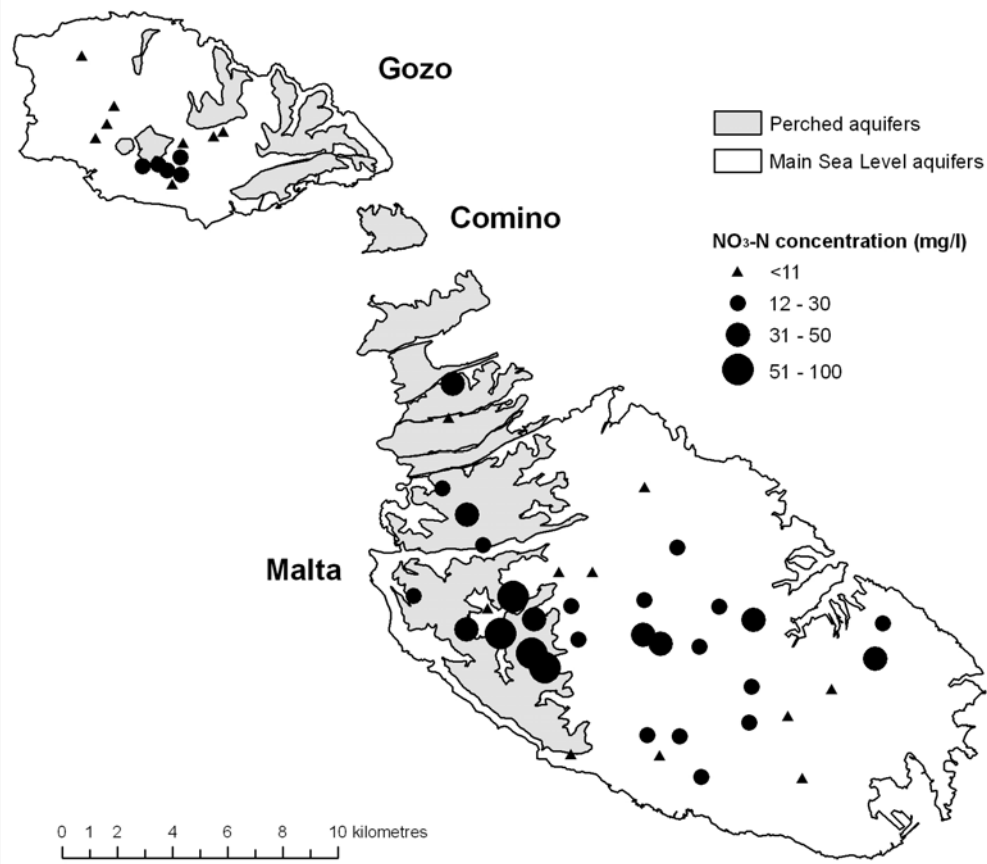 Gozo
Perched aquifers
Main Sea Level aquifers
Comino
NO₃-N concentration (mg/l)
<11
12 - 30
31 - 50
51 - 100
Malta
0 1 2 4 6 8 10 kilometres